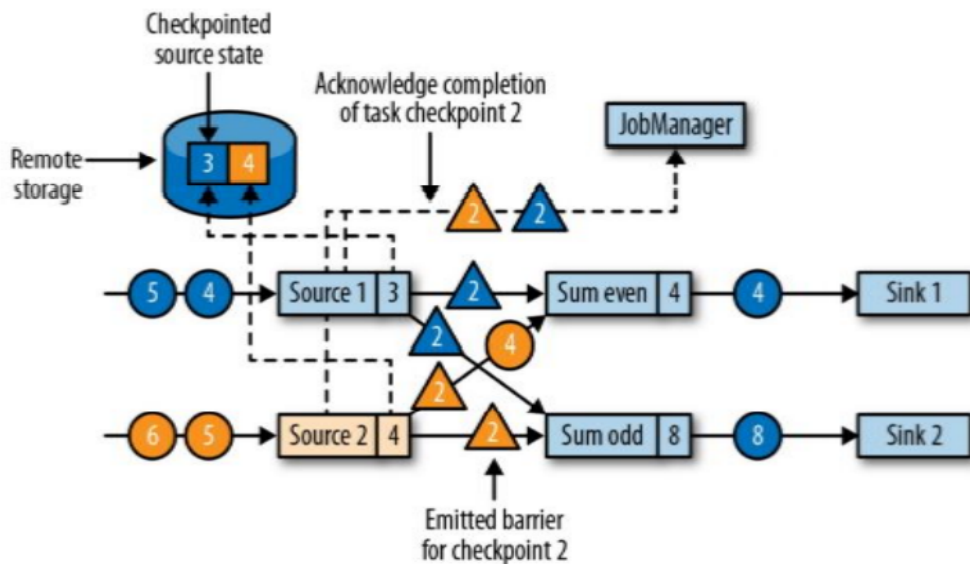 Checkpointed
source state
Acknowledge completion
of task checkpoint 2
JobManager
Remote
storage
3 4
2 2
5 4 Source 1 3 2 Sum even 4 4 Sink 1
2 4
2
6 5 Source 2 4 2 Sum odd 8 8 Sink 2
Emitted barrier
for checkpoint 2